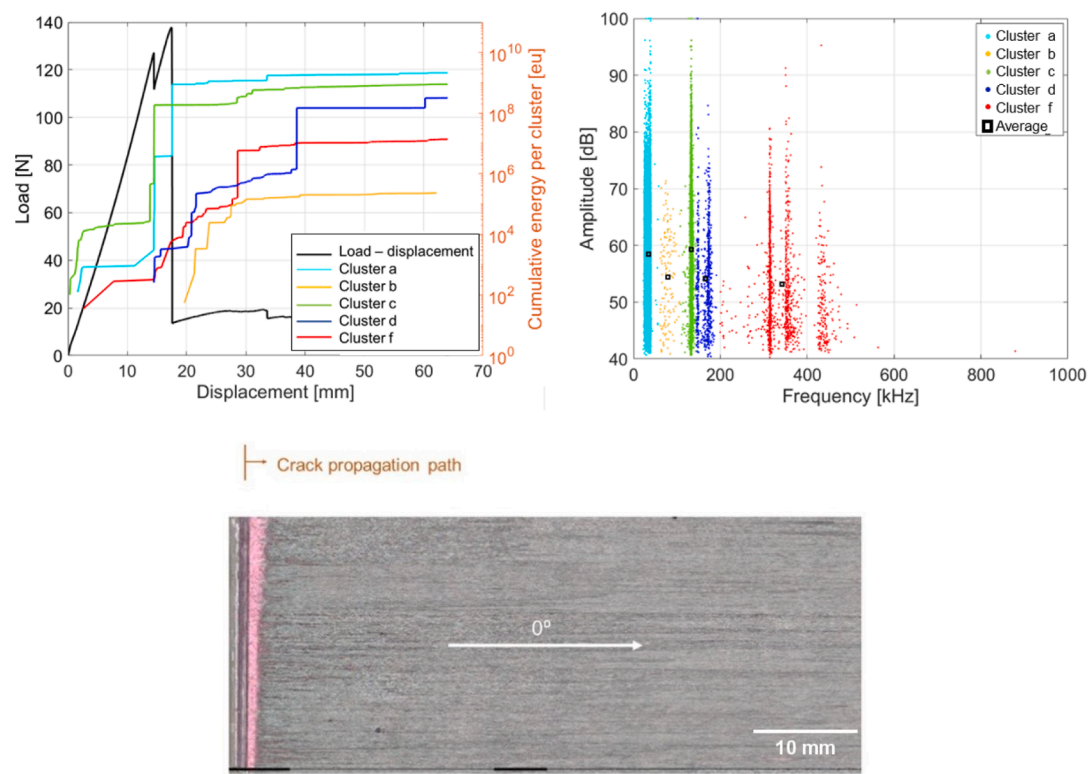 140
120
100
80
60
40
20
0
Load [N]
0 10 20 30 40 50 60 70
Displacement [mm]
10^10
10^8
10^6
10^4
10^2
10^0
Cumulative energy per cluster [eu]
Load – displacement
Cluster a
Cluster b
Cluster c
Cluster d
Cluster f
100
90
80
70
60
50
40
Amplitude [dB]
0 200 400 600 800 1000
Frequency [kHz]
Cluster a
Cluster b
Cluster c
Cluster d
Cluster f
Average
Crack propagation path
0º
10 mm